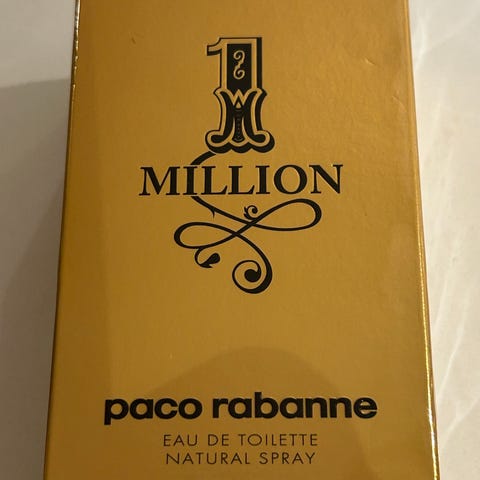 1
MILLION
paco rabanne
EAU DE TOILETTE
NATURAL SPRAY